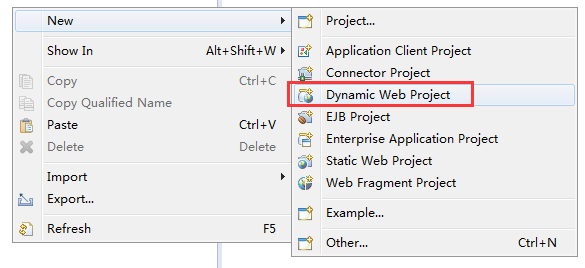 New
Show In Alt+Shift+W
Copy Ctrl+C
Copy Qualified Name
Paste Ctrl+V
Delete Delete
Import
Export...
Refresh F5
Project...
Application Client Project
Connector Project
Dynamic Web Project
EJB Project
Enterprise Application Project
Static Web Project
Web Fragment Project
Example...
Other... Ctrl+N